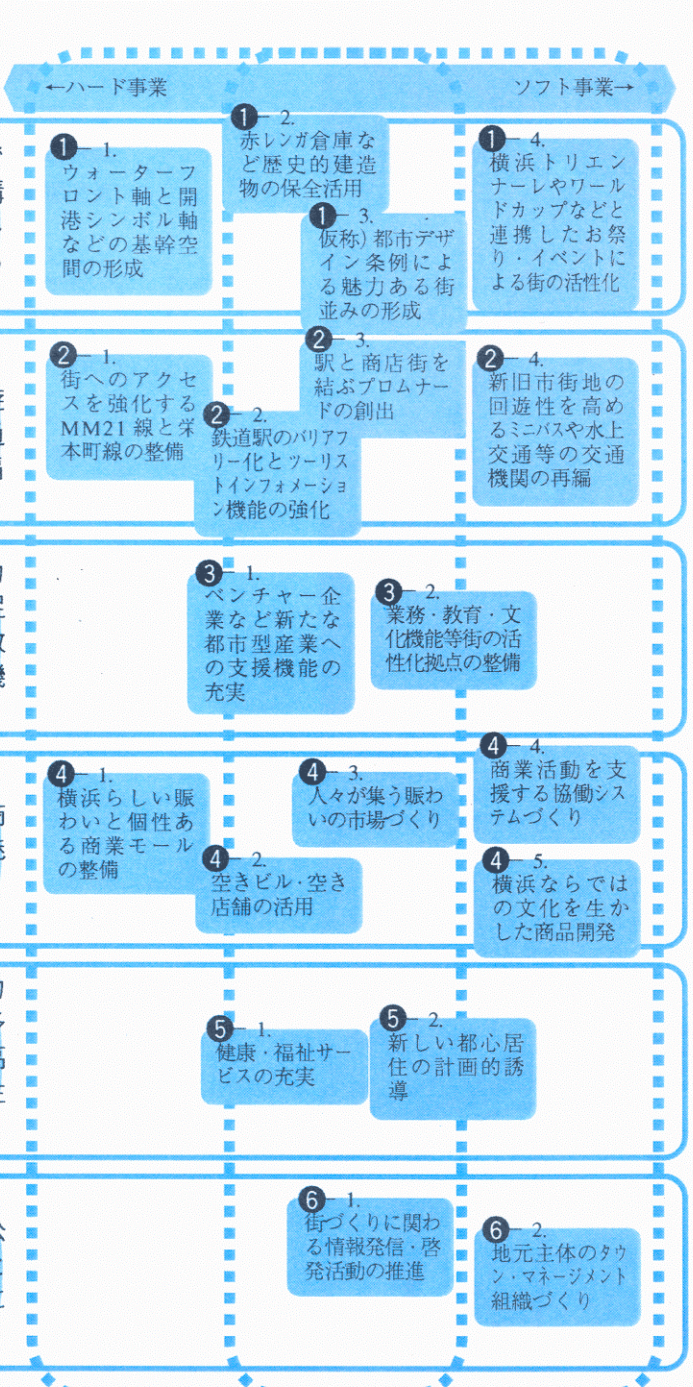 ←ハード事業
ソフト事業→
❶－1.
ウォーターフ
ロント軸と開
港シンボル軸
などの基幹空
間の形成
❶－2.
赤レンガ倉庫な
ど歴史的建造
物の保全活用
❶－3.
仮称）都市デザ
イン条例によ
る魅力ある街
並みの形成
❶－4.
横浜トリエン
ナーレやワール
ドカップなどと
連携したお祭
り・イベントに
よる街の活性化
❷－1.
街へのアクセ
スを強化する
MM21線と栄
本町線の整備
❷－2.
鉄道駅のバリアフ
リー化とツーリス
トインフォメーショ
ン機能の強化
❷－3.
駅と商店街を
結ぶプロムナー
ドの創出
❷－4.
新旧市街地の
回遊性を高め
るミニバスや水上
交通等の交通
機関の再編
❸－1.
ベンチャー企
業など新たな
都市型産業へ
の支援機能の
充実
❸－2.
業務・教育・文
化機能等街の活
性化拠点の整備
❹－1.
横浜らしい賑
わいと個性あ
る商業モール
の整備
❹－2.
空きビル・空き
店舗の活用
❹－3.
人々が集う賑わ
いの市場づくり
❹－4.
商業活動を支
援する協働シス
テムづくり
❹－5.
横浜ならでは
の文化を生か
した商品開発
❺－1.
健康・福祉サー
ビスの充実
❺－2.
新しい都心居
住の計画的誘
導
❻－1.
街づくりに関わ
る情報発信・啓
発活動の推進
❻－2.
地元主体のタウ
ン・マネージメント
組織づくり